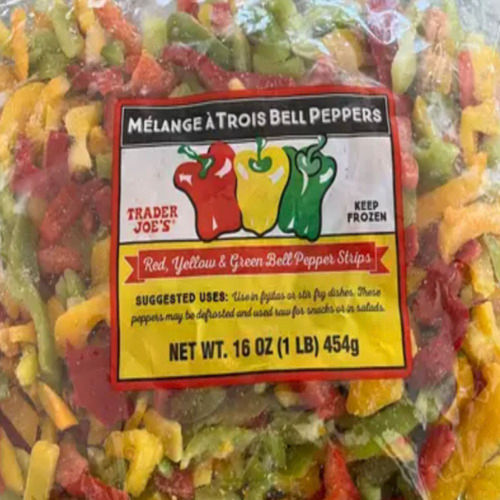 MÉLANGE À TROIS BELL PEPPERS
TRADER
JOE'S®
KEEP
FROZEN
Red, Yellow & Green Bell Pepper Strips
SUGGESTED USES: Use in fajitas or stir fry dishes. These
peppers may be defrosted and used raw for snacks or in salads.
NET WT. 16 OZ (1 LB) 454g